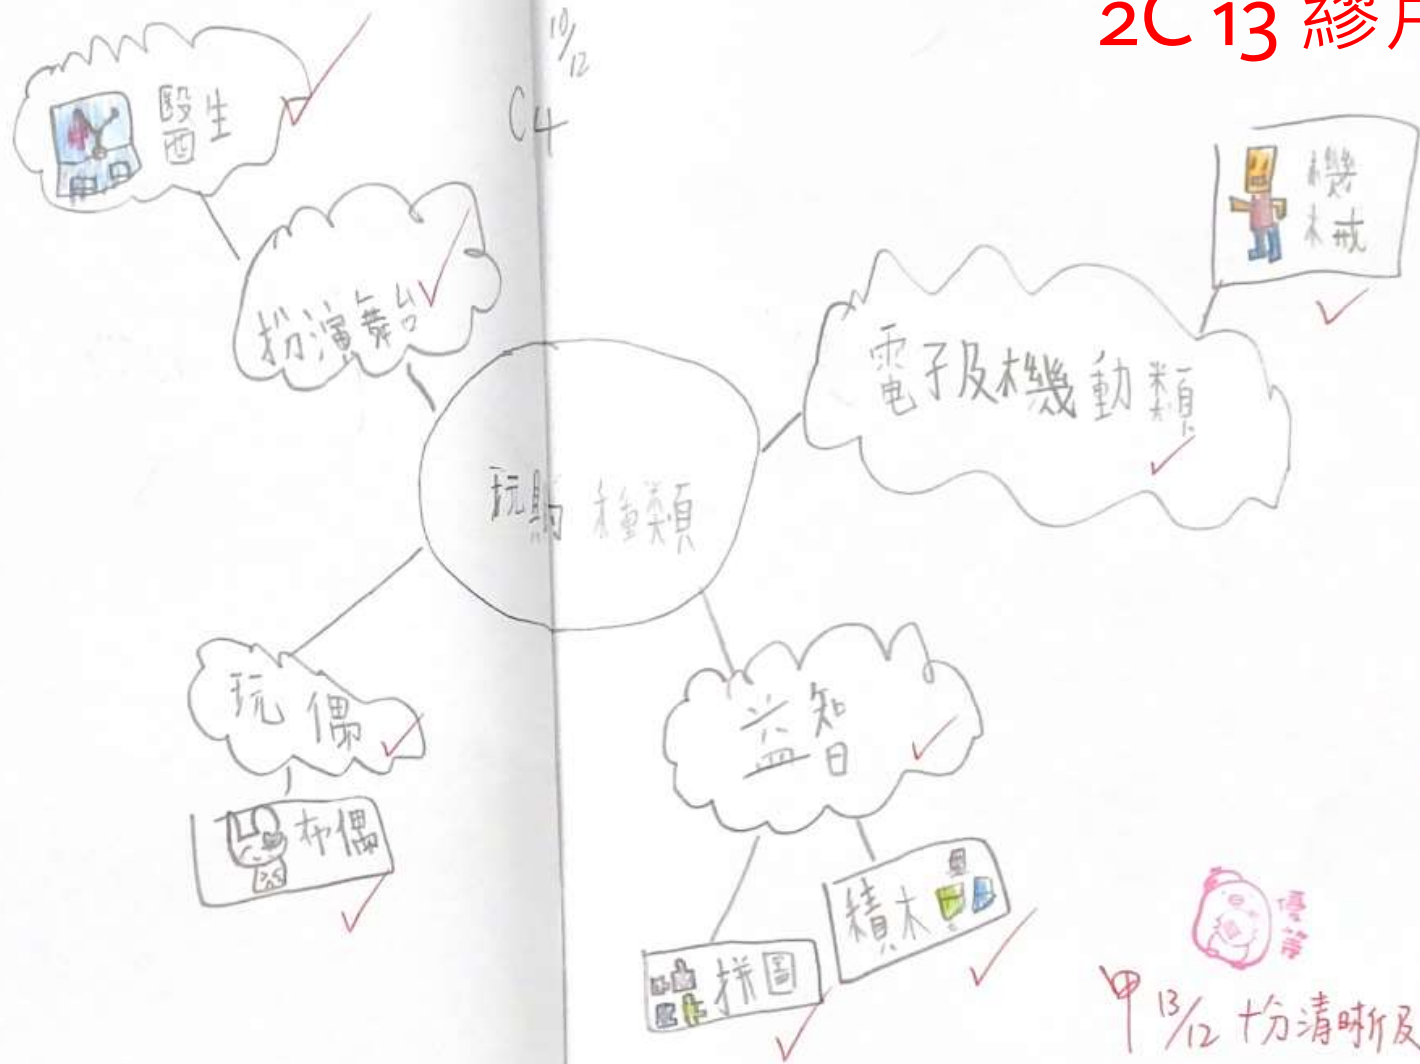 2C 13 繆
10/12
C4
醫生
扮演舞台
機械
電子及機動類
玩具種類
玩偶
布偶
益智
積木
拼圖
優等
甲 13/12 十分清晰及